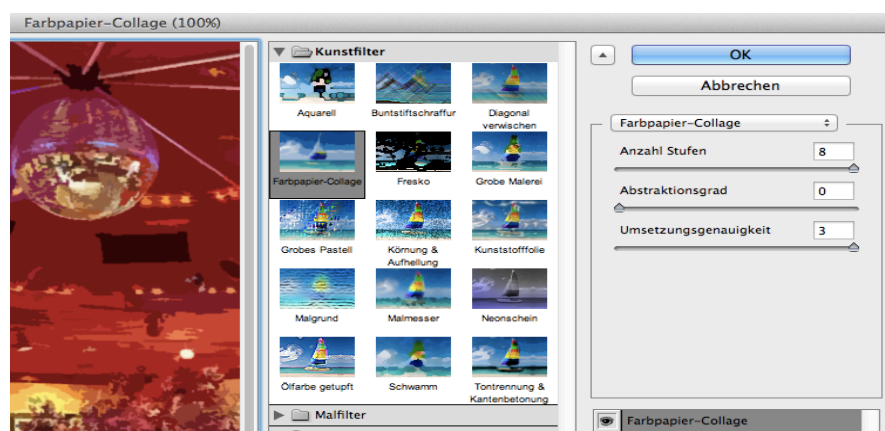 Farbpapier-Collage (100%)
Kunstfilter
Aquarell
Buntstiftschraffur
Diagonal
verwischen
Farbpapier-Collage
Fresko
Grobe Malerei
Grobes Pastell
Körnung &
Aufhellung
Kunststofffolie
Malgrund
Malmesser
Neonschein
Ölfarbe getupft
Schwamm
Tontrennung &
Kantenbetonung
Malfilter
OK
Abbrechen
Farbpapier-Collage
Anzahl Stufen 8
Abstraktionsgrad 0
Umsetzungsgenauigkeit 3
Farbpapier-Collage